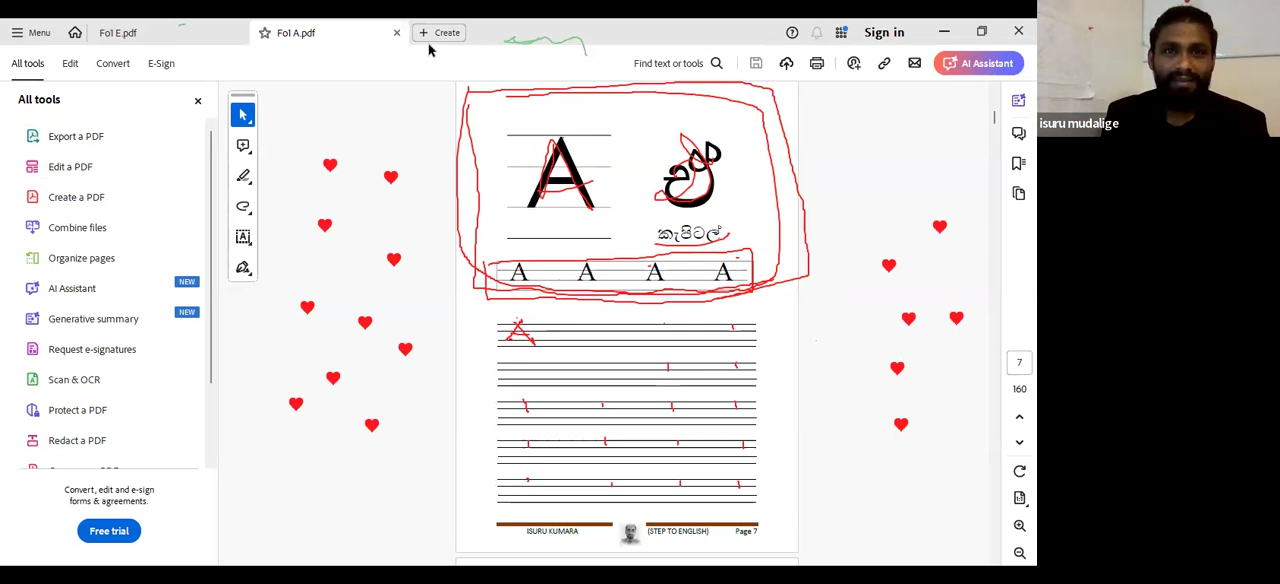 Menu
Fo1 E.pdf
Fo1 A.pdf
Create
Sign in
All tools
Edit
Convert
E-Sign
Find text or tools
AI Assistant
All tools
Export a PDF
Edit a PDF
Create a PDF
Combine files
Organize pages
AI Assistant
NEW
Generative summary
NEW
Request e-signatures
Scan & OCR
Protect a PDF
Redact a PDF
Convert, edit and e-sign
forms & agreements.
Free trial
A
කැපිටල්
A A A A
A
ISURU KUMARA
(STEP TO ENGLISH)
Page 7
isuru mudalige
7
160